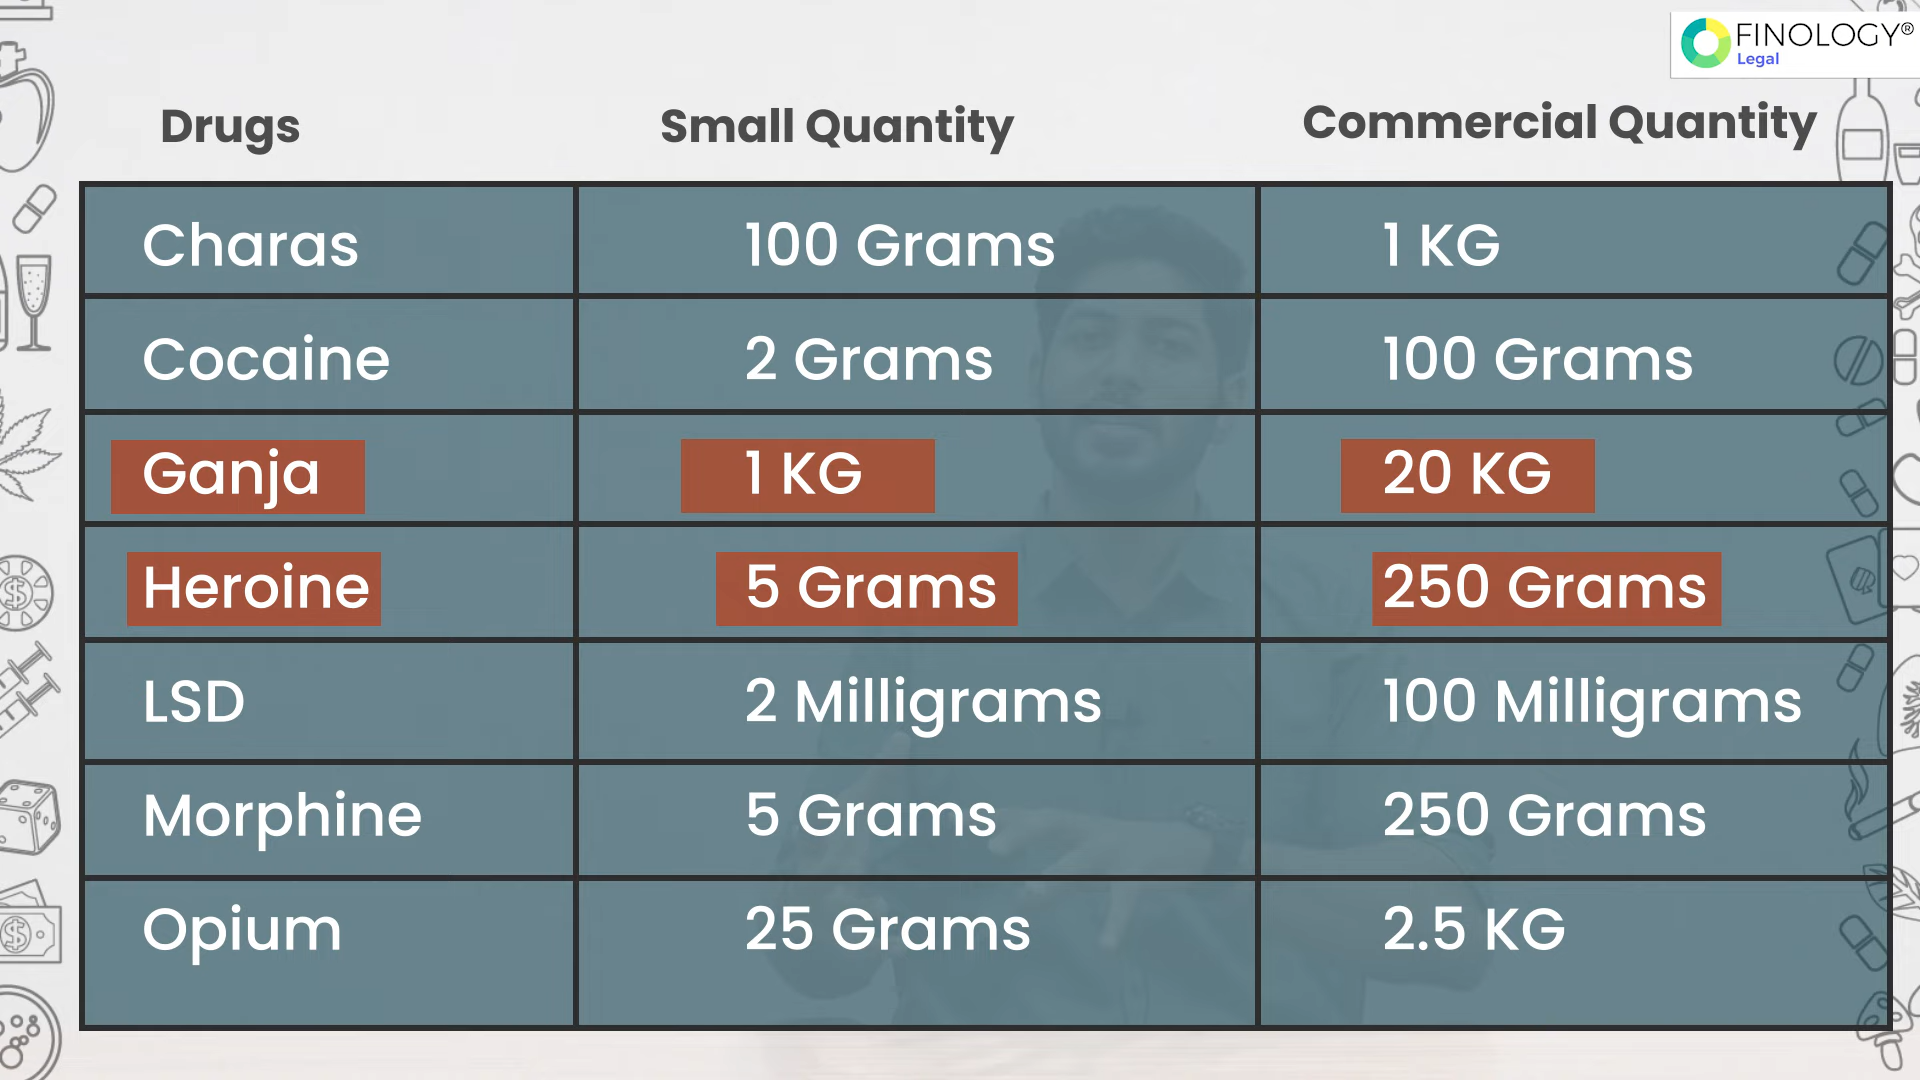 FINOLOGY®
Legal
Drugs Small Quantity Commercial Quantity
Charas 100 Grams 1 KG
Cocaine 2 Grams 100 Grams
Ganja 1 KG 20 KG
Heroine 5 Grams 250 Grams
LSD 2 Milligrams 100 Milligrams
Morphine 5 Grams 250 Grams
Opium 25 Grams 2.5 KG